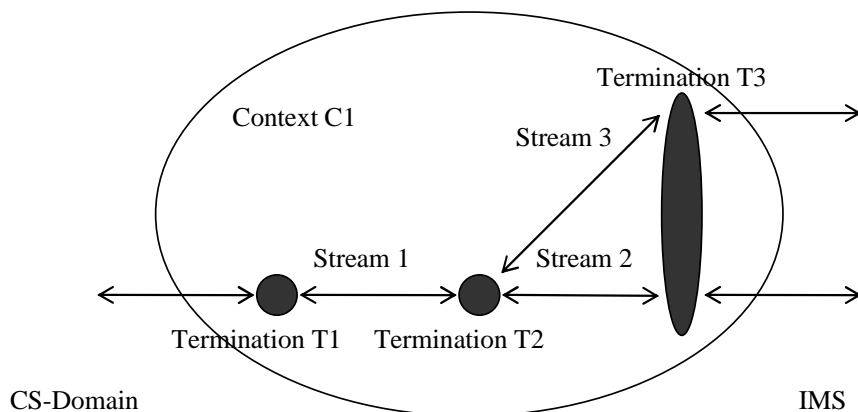 Termination T3
Context C1
Stream 3
Stream 1
Stream 2
Termination T1
Termination T2
CS-Domain
IMS